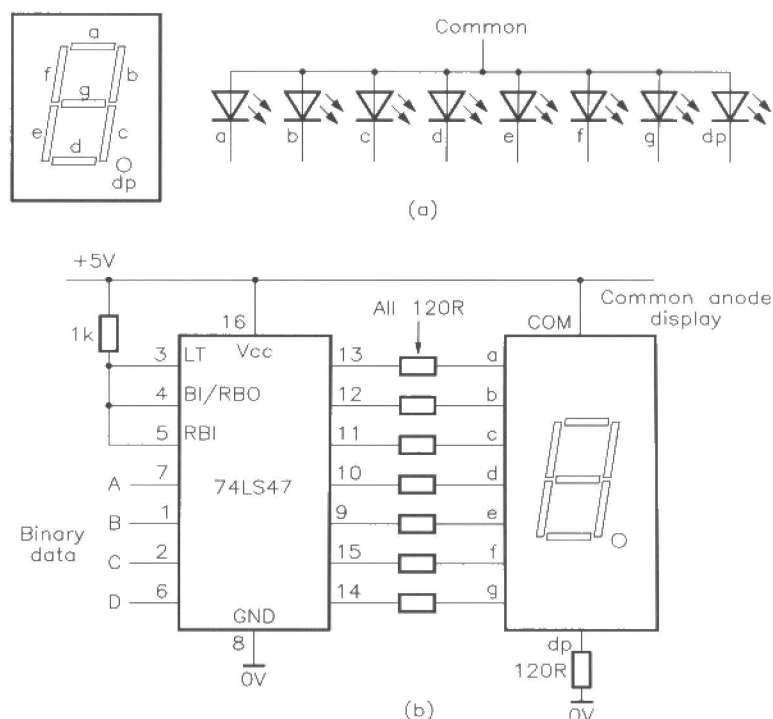 a
f b
g
e c
d
dp
Common
a b c d e f g dp
(a)
+5V
1k
16
Vcc
All 120R
COM
Common anode
display
3 LT 13 a
4 BI/RBO 12 b
5 RBI 11 c
A 7 74LS47 10 d
B 1 9 e
Binary
data
C 2 15 f
D 6 14 g
GND
8
0V
dp
120R
0V
(b)